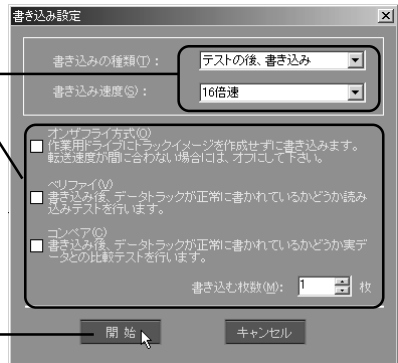 書き込み設定
書き込みの種類(T)： テストの後、書き込み
書き込み速度(S)： 16倍速
オンザフライ方式(O)
作業用ドライブにトラックイメージを作成せずに書き込みます。
転送速度が間に合わない場合には、オフにして下さい。
ベリファイ(V)
書き込み後、データトラックが正常に書かれているかどうか読み
込みテストを行います。
コンペア(C)
書き込み後、データトラックが正常に書かれているかどうか実デ
ータとの比較テストを行います。
書き込む枚数(M)： 1 枚
開始 キャンセル